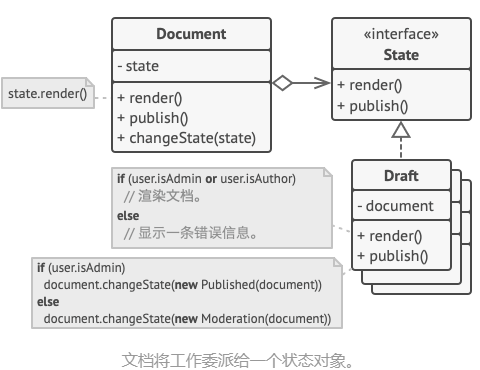 Document
- state
+ render()
+ publish()
+ changeState(state)
«interface»
State
+ render()
+ publish()
state.render()
Draft
- document
+ render()
+ publish()
if (user.isAdmin or user.isAuthor)
// 渲染文档。
else
// 显示一条错误信息。
if (user.isAdmin)
document.changeState(new Published(document))
else
document.changeState(new Moderation(document))
文档将工作委派给一个状态对象。